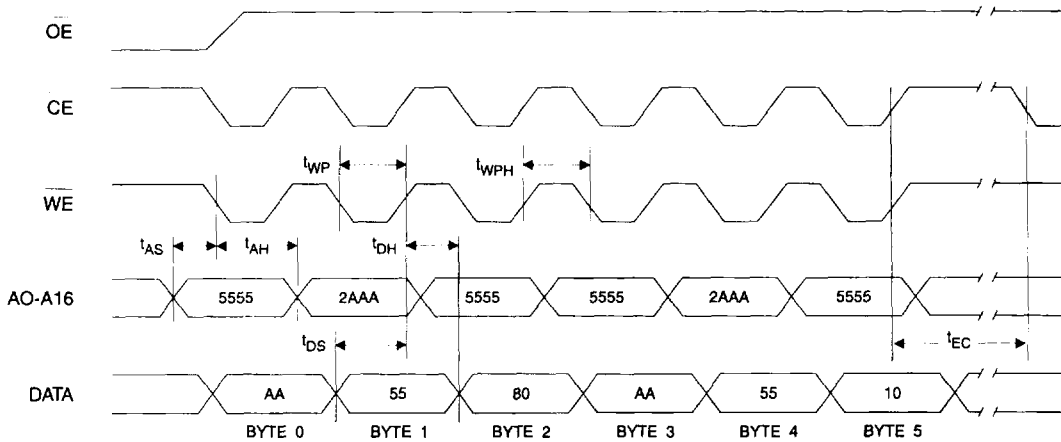 OE
CE
tWP
tWPH
WE
tAS
tAH
tDH
AO-A16
5555
2AAA
5555
5555
2AAA
5555
tDS
tEC
DATA
AA
55
80
AA
55
10
BYTE 0
BYTE 1
BYTE 2
BYTE 3
BYTE 4
BYTE 5